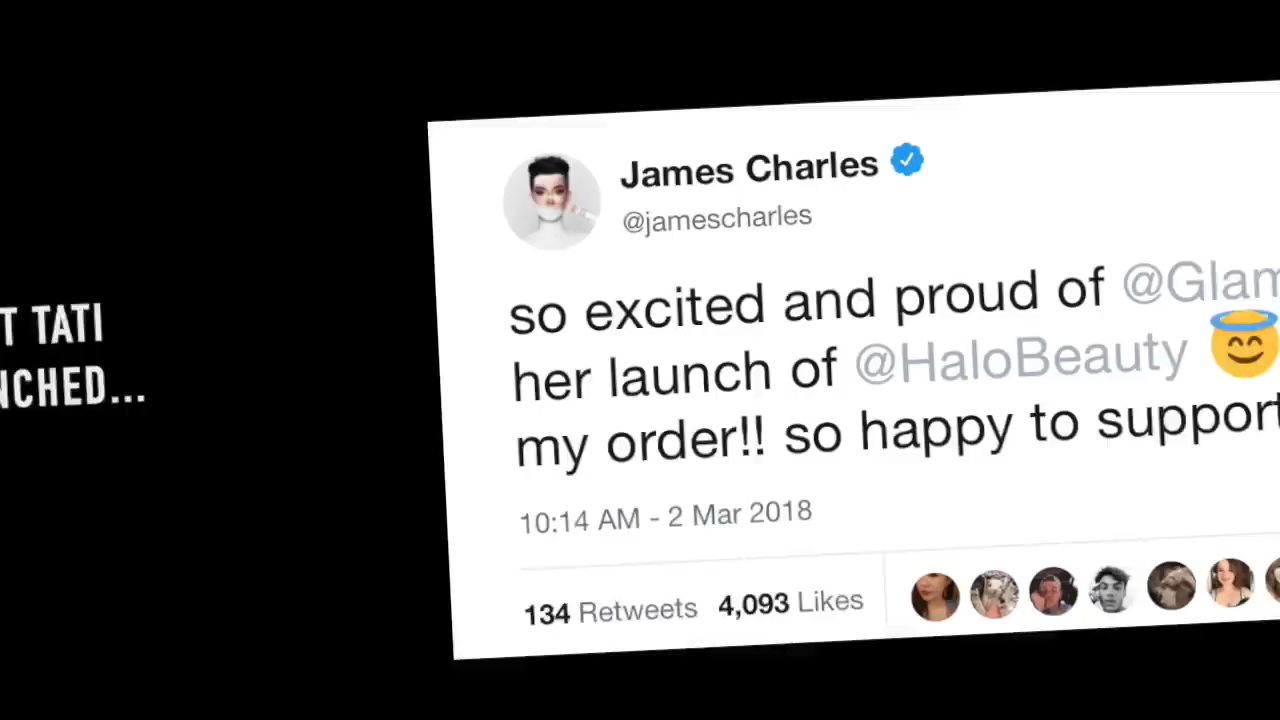 T TATI
NCHED...
James Charles
@jamescharles
so excited and proud of @Glam
her launch of @HaloBeauty 😇
my order!! so happy to support
10:14 AM - 2 Mar 2018
134 Retweets 4,093 Likes